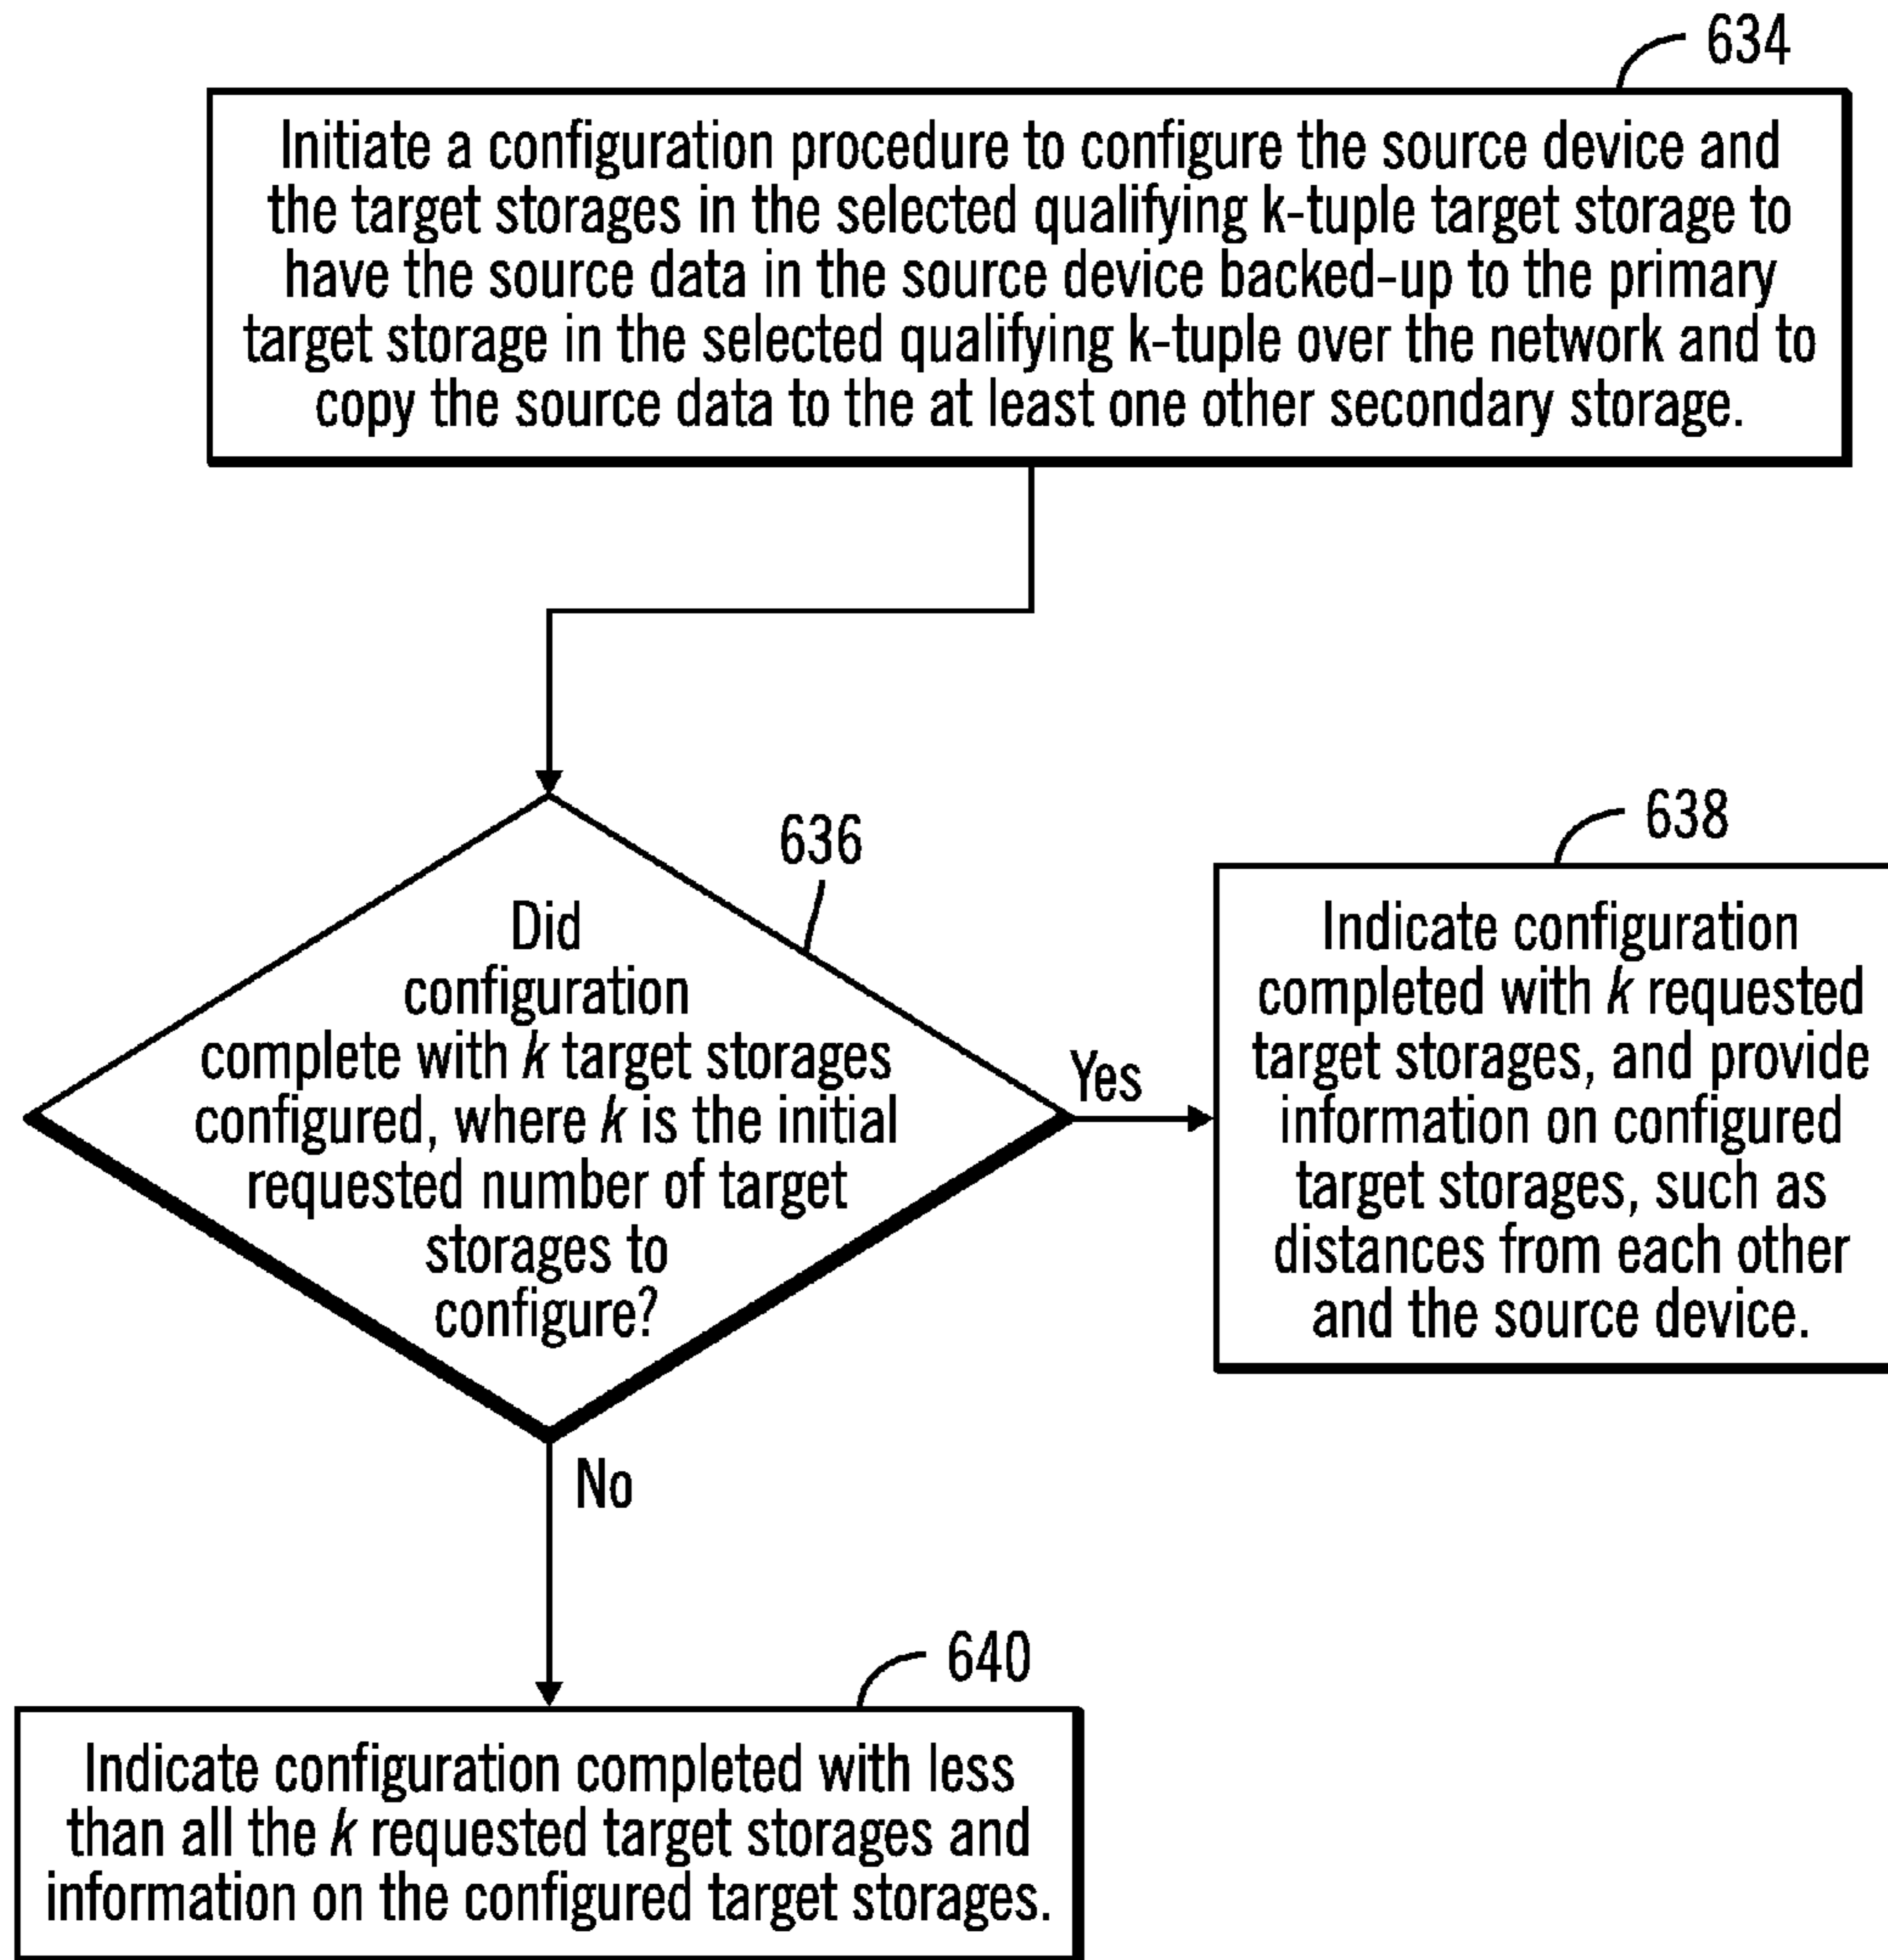 634
Initiate a configuration procedure to configure the source device and
the target storages in the selected qualifying k-tuple target storage to
have the source data in the source device backed-up to the primary
target storage in the selected qualifying k-tuple over the network and to
copy the source data to the at least one other secondary storage.
636
Did
configuration
complete with k target storages
configured, where k is the initial
requested number of target
storages to
configure?
Yes
638
Indicate configuration
completed with k requested
target storages, and provide
information on configured
target storages, such as
distances from each other
and the source device.
No
640
Indicate configuration completed with less
than all the k requested target storages and
information on the configured target storages.